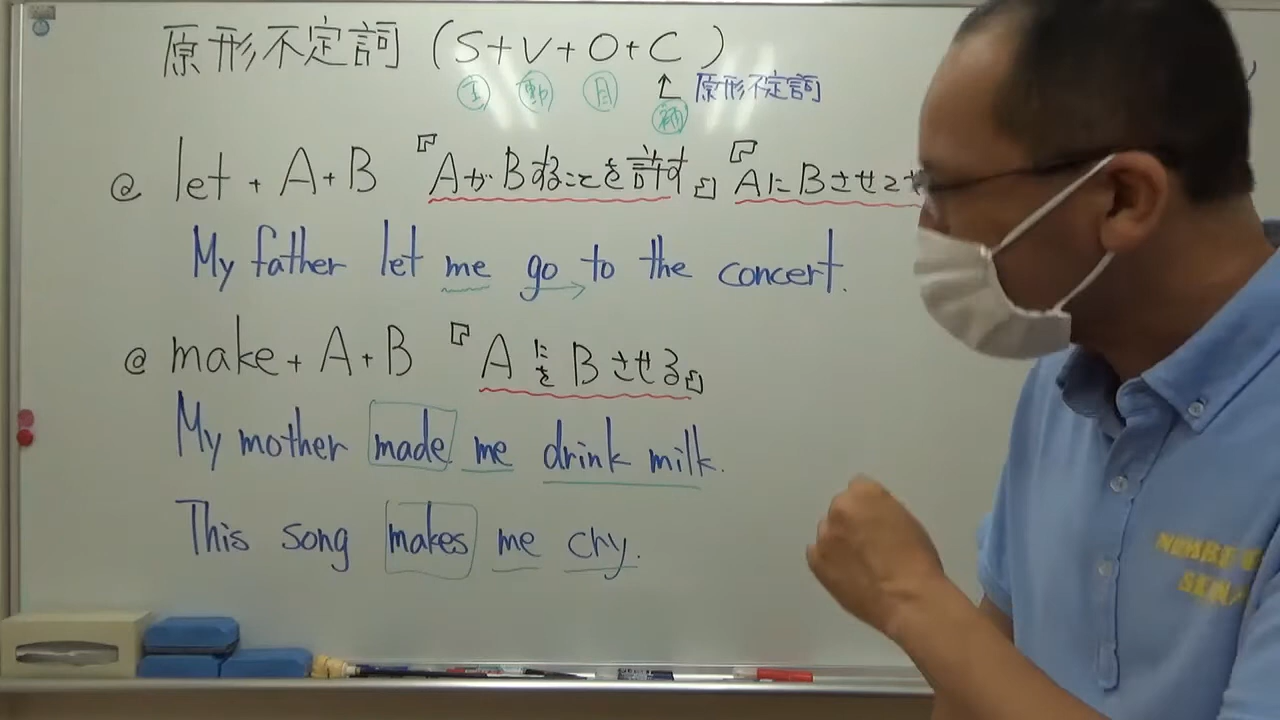 原形不定詞 (S+V+O+C)
主 動 目 補 ↑ 原形不定詞
@ let + A + B 『AがBすることを許す』『AにBさせ
My father let me go to the concert.
@ make + A + B 『AにをBさせる』
My mother made me drink milk.
This song makes me cry.